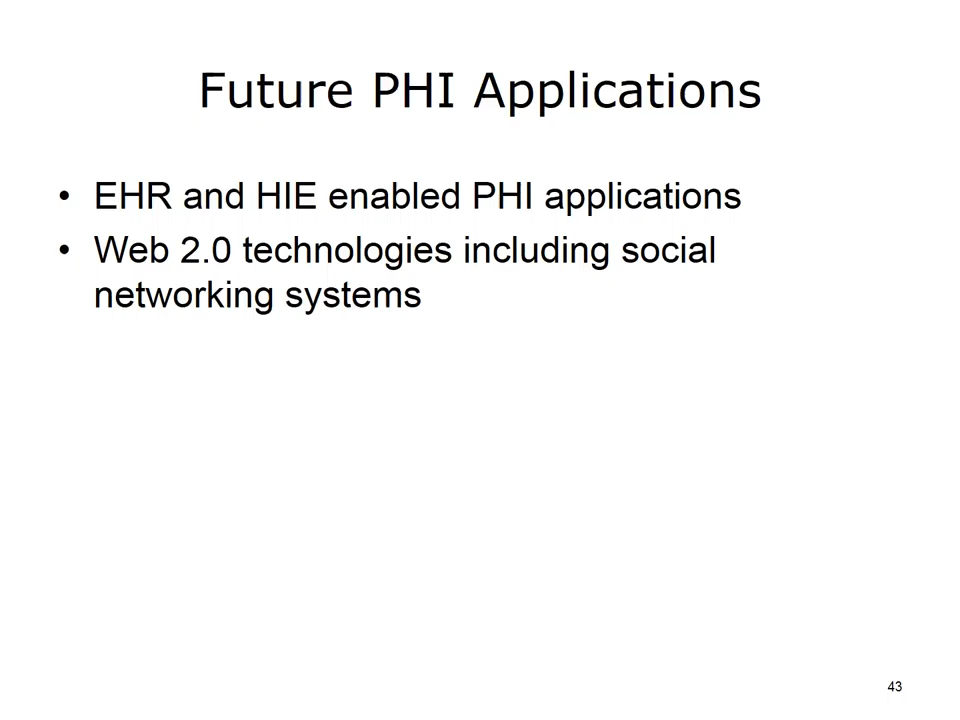 Future PHI Applications
• EHR and HIE enabled PHI applications
• Web 2.0 technologies including social
networking systems
43